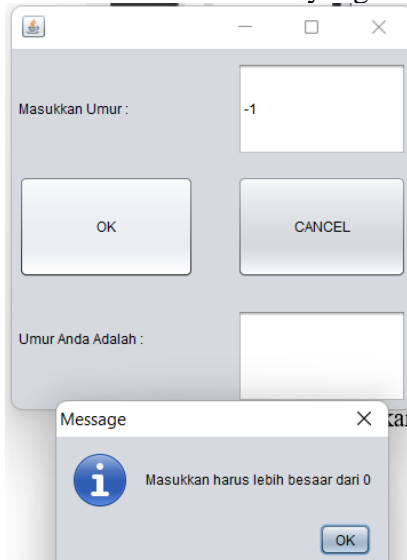 Masukkan Umur :
-1
OK
CANCEL
Umur Anda Adalah :
Message
Masukkan harus lebih besaar dari 0
OK